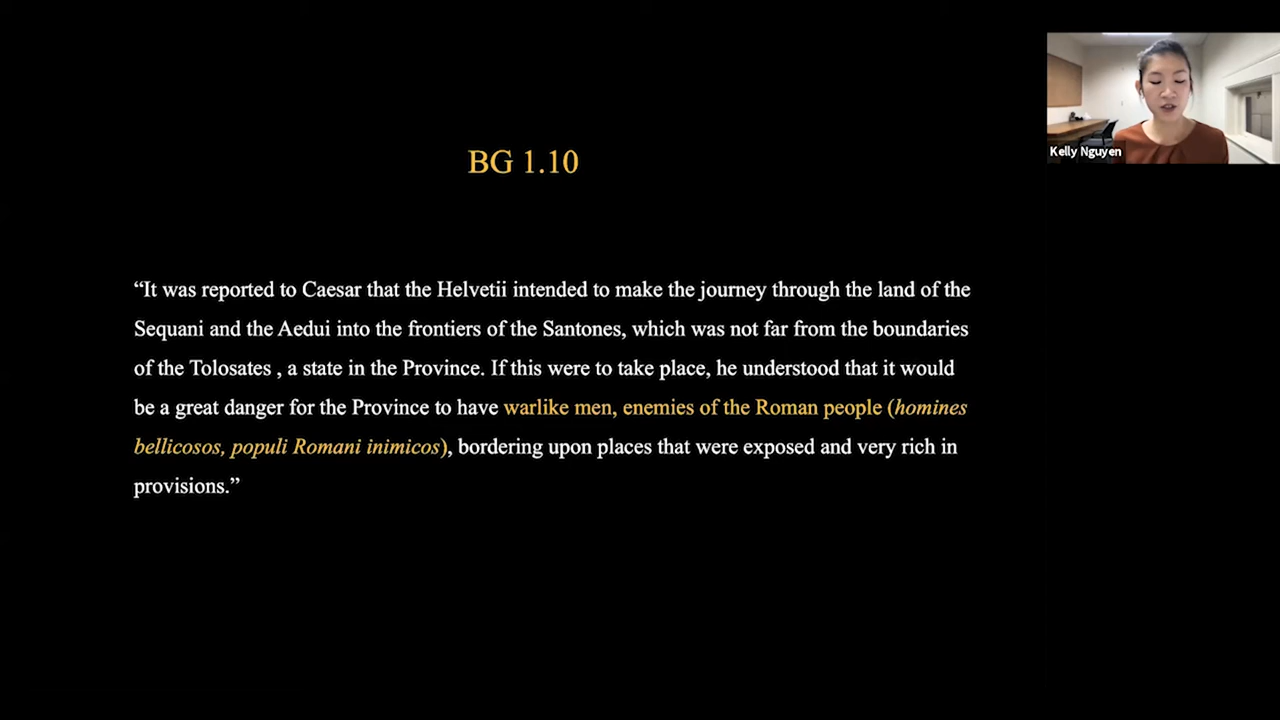 BG 1.10
“It was reported to Caesar that the Helvetii intended to make the journey through the land of the
Sequani and the Aedui into the frontiers of the Santones, which was not far from the boundaries
of the Tolosates , a state in the Province. If this were to take place, he understood that it would
be a great danger for the Province to have warlike men, enemies of the Roman people (homines
bellicosos, populi Romani inimicos), bordering upon places that were exposed and very rich in
provisions.”
Kelly Nguyen